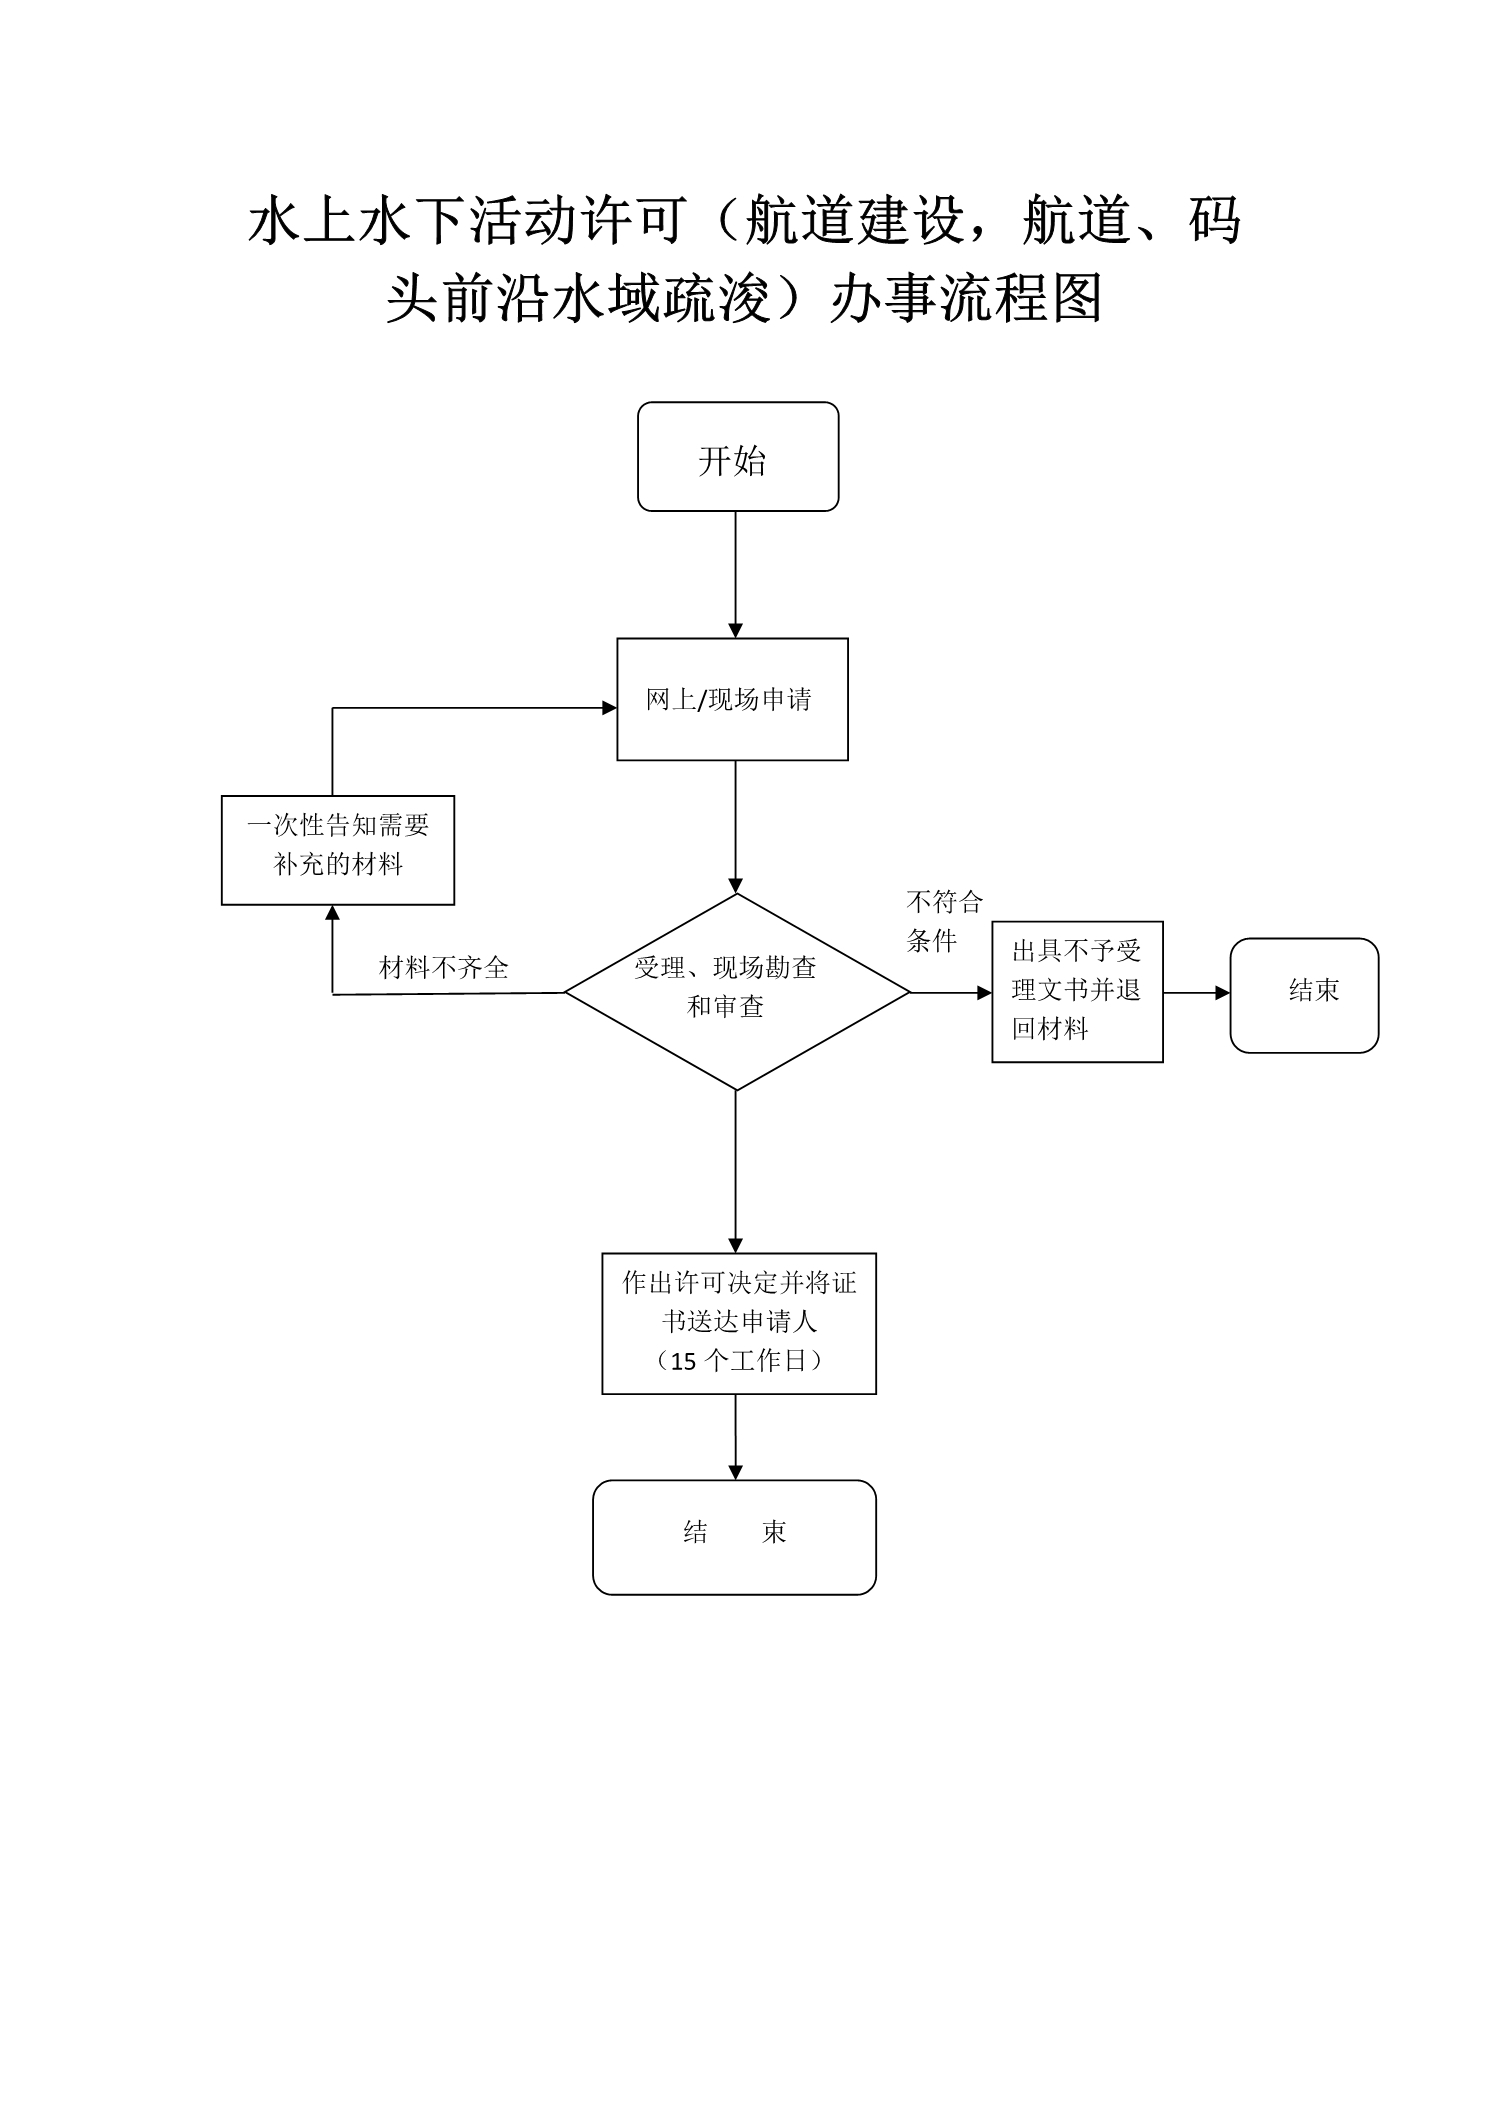 水上水下活动许可（航道建设，航道、码
头前沿水域疏浚）办事流程图
开始
网上/现场申请
一次性告知需要
补充的材料
材料不齐全
受理、现场勘查
和审查
不符合
条件
出具不予受
理文书并退
回材料
结束
作出许可决定并将证
书送达申请人
（15 个工作日）
结　　束